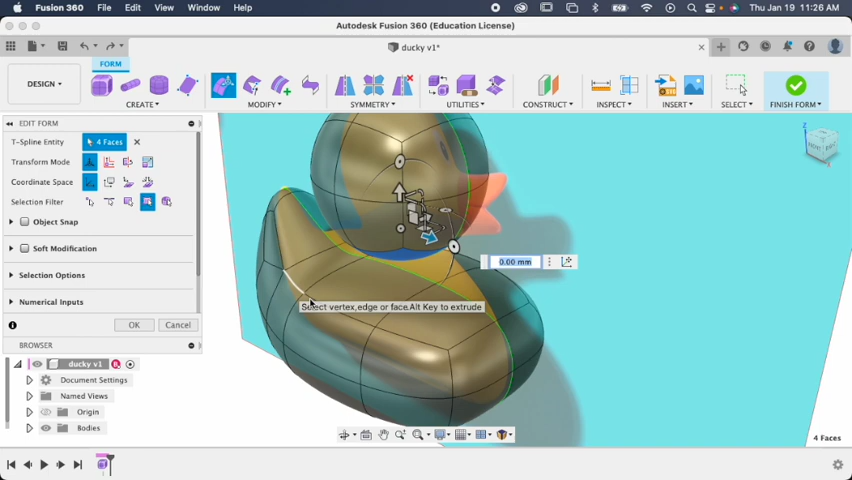 Fusion 360 File Edit View Window Help Thu Jan 19 11:26 AM
Autodesk Fusion 360 (Education License)
ducky v1*
FORM
DESIGN
CREATE MODIFY SYMMETRY UTILITIES CONSTRUCT INSPECT INSERT SELECT FINISH FORM
EDIT FORM
T-Spline Entity 4 Faces
Transform Mode
Coordinate Space
Selection Filter
Object Snap
Soft Modification
Selection Options
Numerical Inputs
OK Cancel
BROWSER
ducky v1
Document Settings
Named Views
Origin
Bodies
0.00 mm
Select vertex,edge or face.Alt Key to extrude
Z
4 Faces